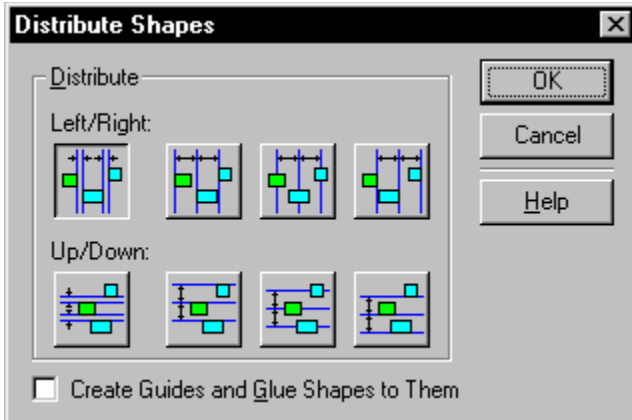 Distribute Shapes
Distribute
Left/Right:
Up/Down:
OK
Cancel
Help
Create Guides and Glue Shapes to Them